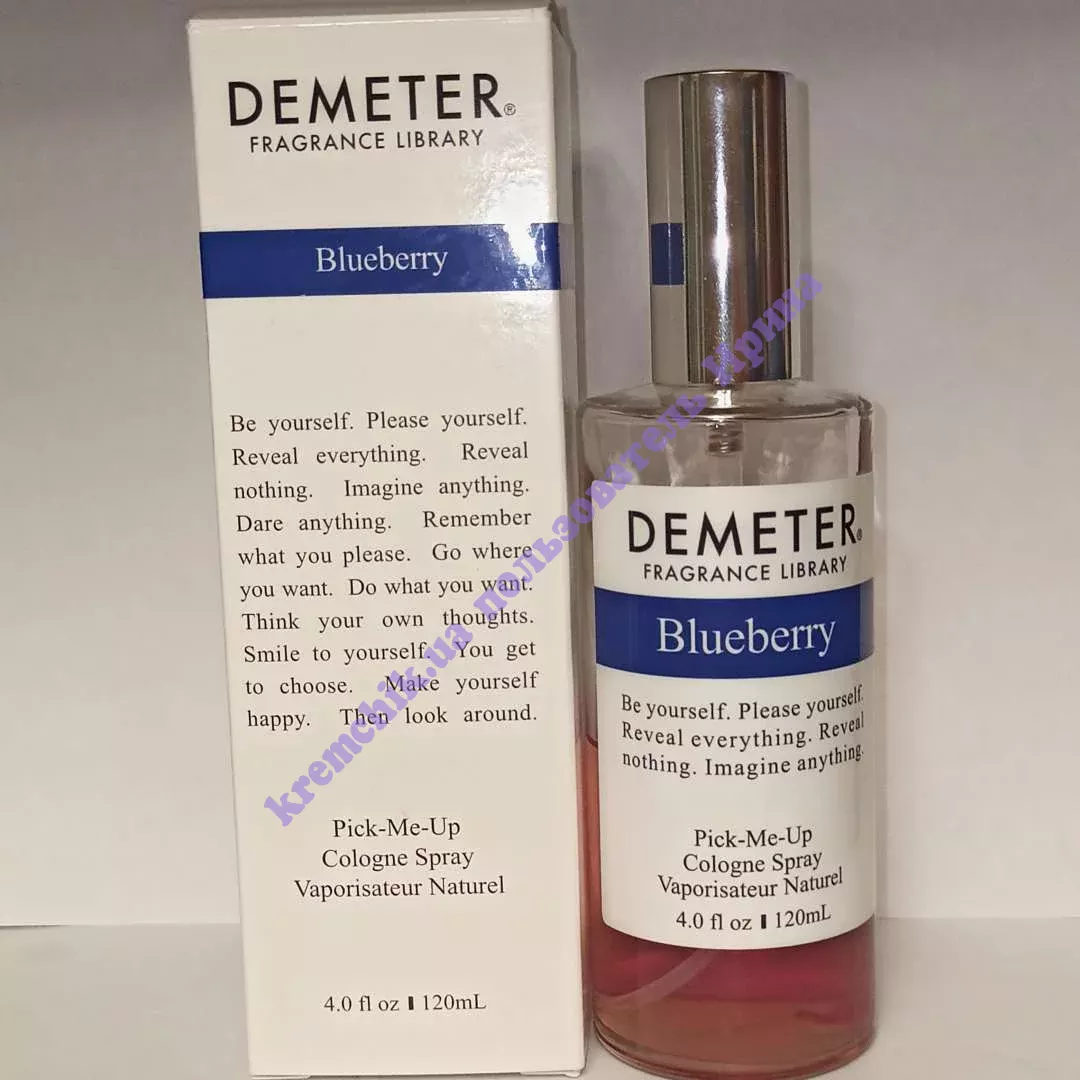 DEMETER®
FRAGRANCE LIBRARY
Blueberry
Be yourself. Please yourself.
Reveal everything. Reveal
nothing. Imagine anything.
Dare anything. Remember
what you please. Go where
you want. Do what you want.
Think your own thoughts.
Smile to yourself. You get
to choose. Make yourself
happy. Then look around.
Pick-Me-Up
Cologne Spray
Vaporisateur Naturel
4.0 fl oz ▮ 120mL
DEMETER®
FRAGRANCE LIBRARY
Blueberry
Be yourself. Please yourself.
Reveal everything. Reveal
nothing. Imagine anything.
Pick-Me-Up
Cologne Spray
Vaporisateur Naturel
4.0 fl oz ▮ 120mL
kremchik.ua пользователь Ирина